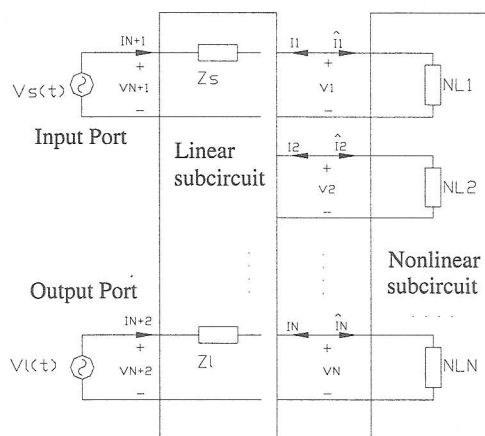 IN+1
I1
Î1
+
+
Vs(t)
VN+1
Zs
V1
NL1
-
-
Input Port
Linear
subcircuit
I2
Î2
+
V2
NL2
-
Nonlinear
subcircuit
Output Port
IN+2
IN
ÎN
+
+
Vl(t)
VN+2
Zl
VN
NLN
-
-